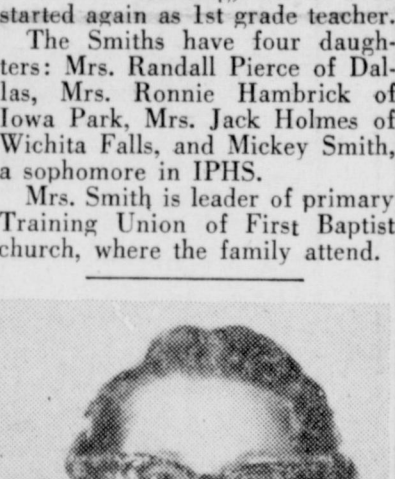 started again as 1st grade teacher.
The Smiths have four daugh-
ters: Mrs. Randall Pierce of Dal-
las, Mrs. Ronnie Hambrick of
Iowa Park, Mrs. Jack Holmes of
Wichita Falls, and Mickey Smith,
a sophomore in IPHS.
Mrs. Smith is leader of primary
Training Union of First Baptist
church, where the family attend.